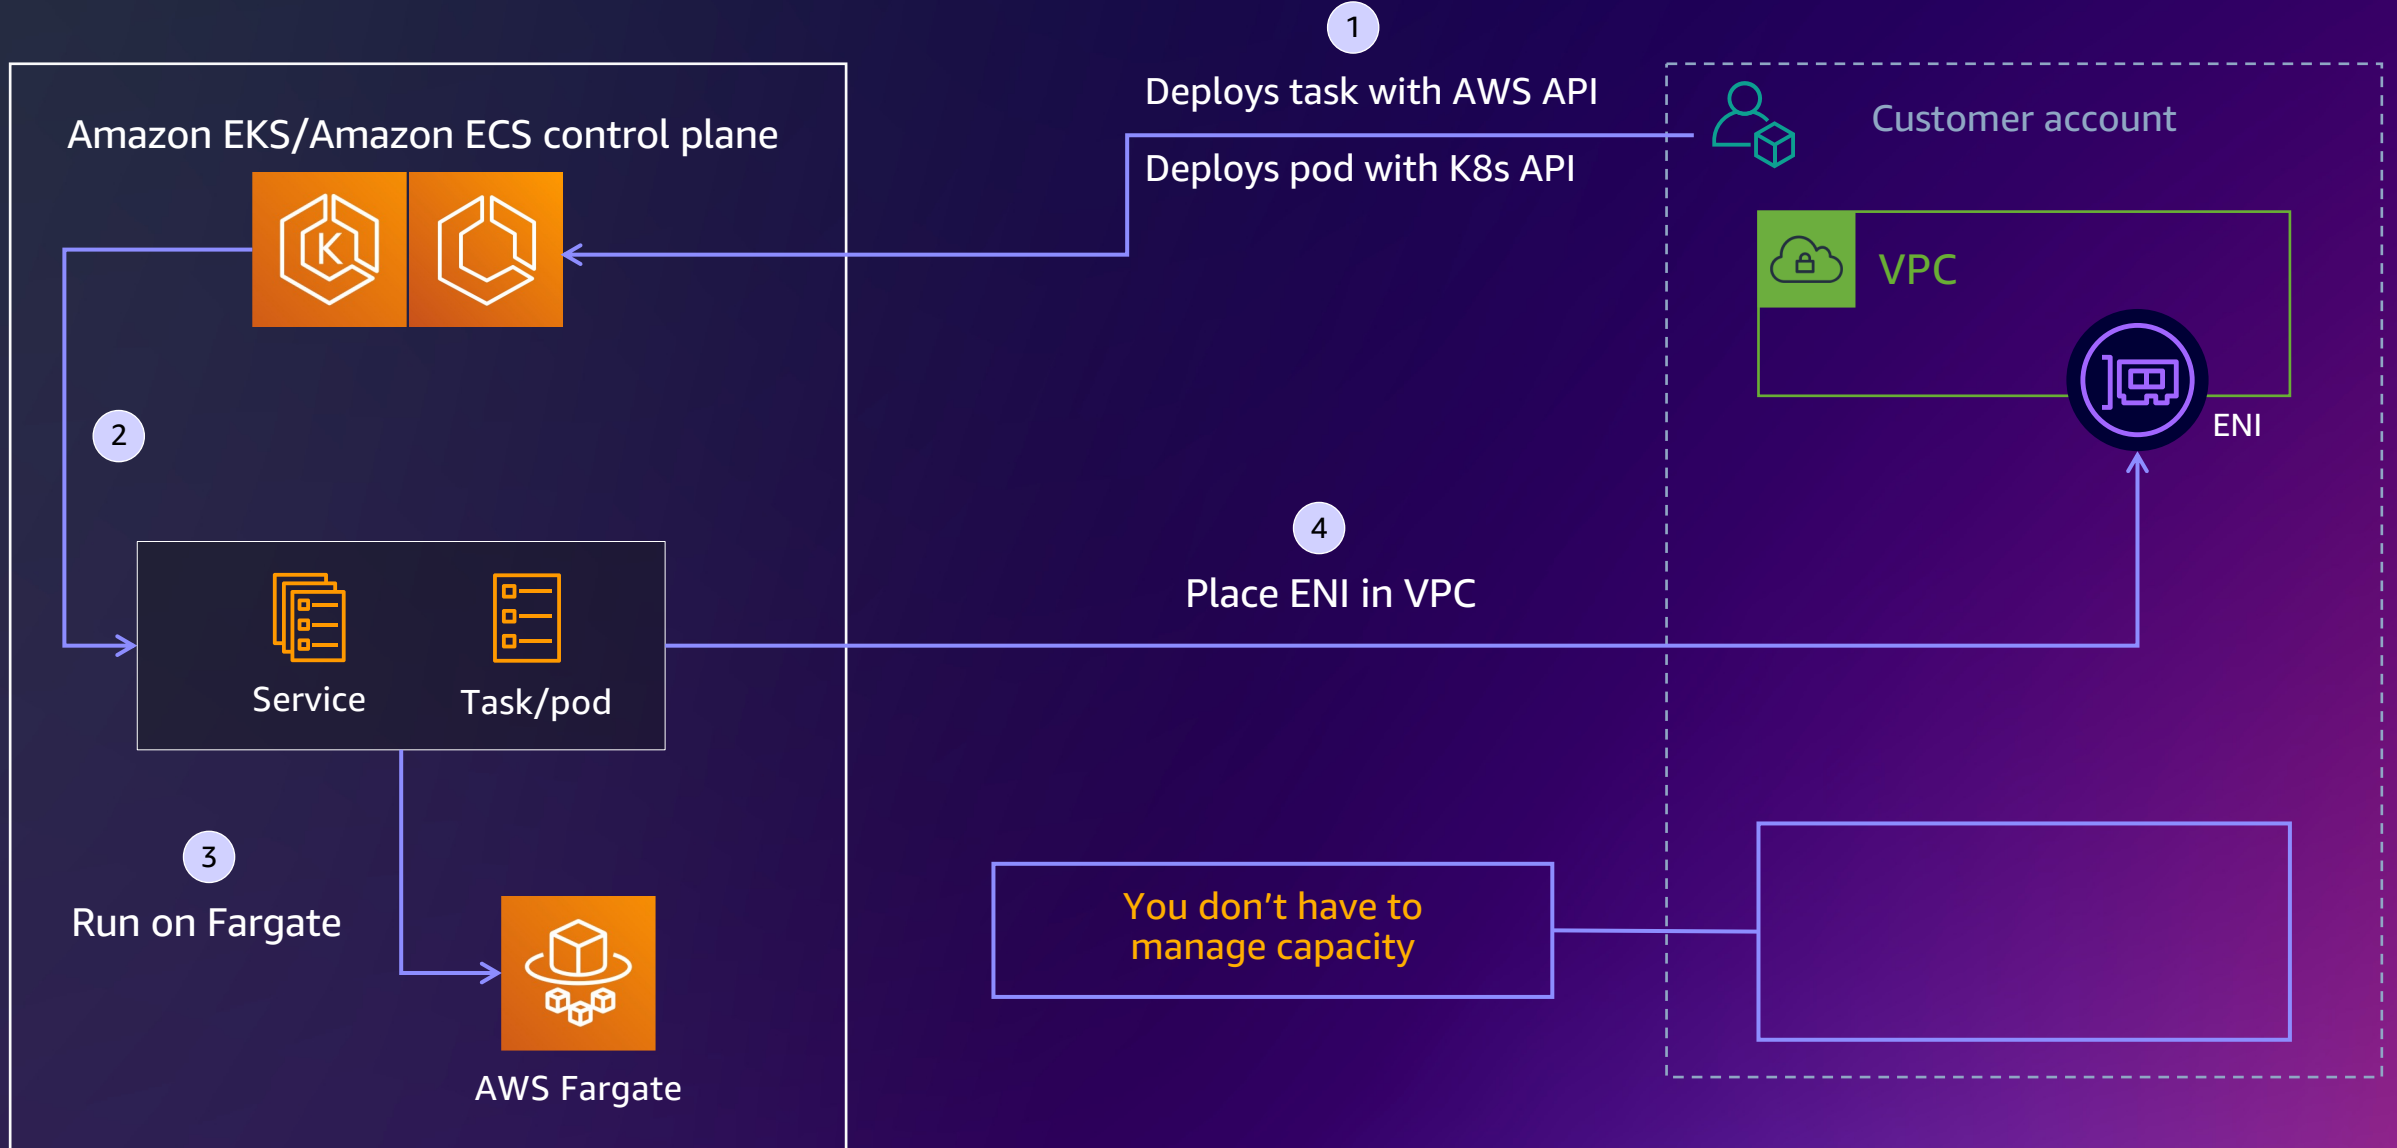 1
Deploys task with AWS API
Deploys pod with K8s API
Customer account
Amazon EKS/Amazon ECS control plane
K
VPC
ENI
2
4
Place ENI in VPC
Service
Task/pod
3
Run on Fargate
You don’t have to
manage capacity
AWS Fargate